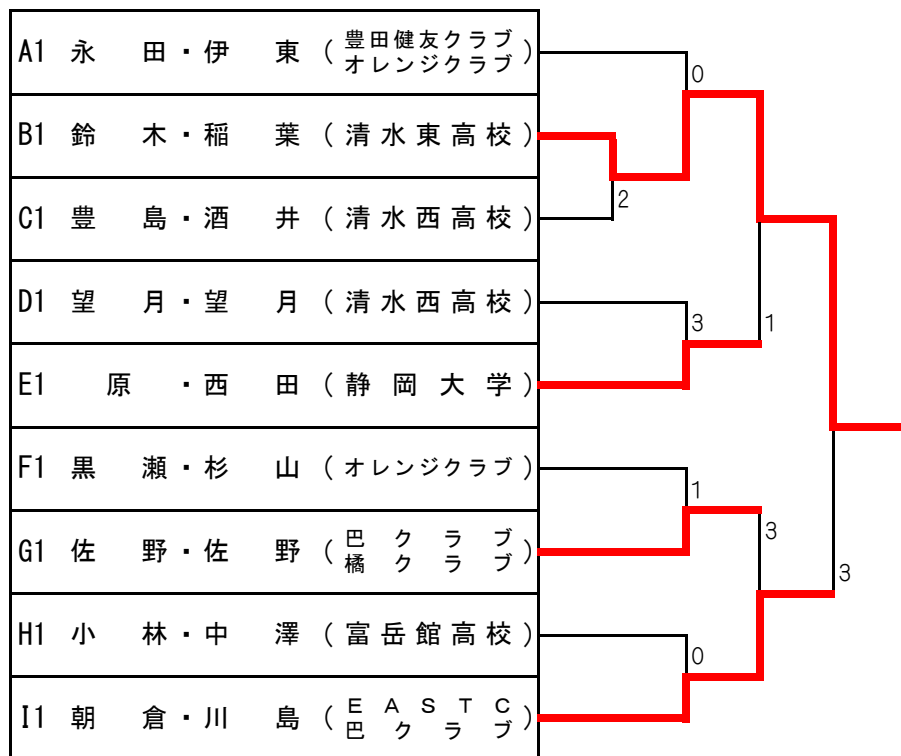 A1 永田・伊東 (豊田健友クラブ オレンジクラブ)
0
B1 鈴木・稲葉 (清水東高校)
2
C1 豊島・酒井 (清水西高校)
D1 望月・望月 (清水西高校)
3
1
E1 原・西田 (静岡大学)
F1 黒瀬・杉山 (オレンジクラブ)
1
G1 佐野・佐野 (巴クラブ 橘クラブ)
3
3
H1 小林・中澤 (富岳館高校)
0
I1 朝倉・川島 (EASTC 巴クラブ)